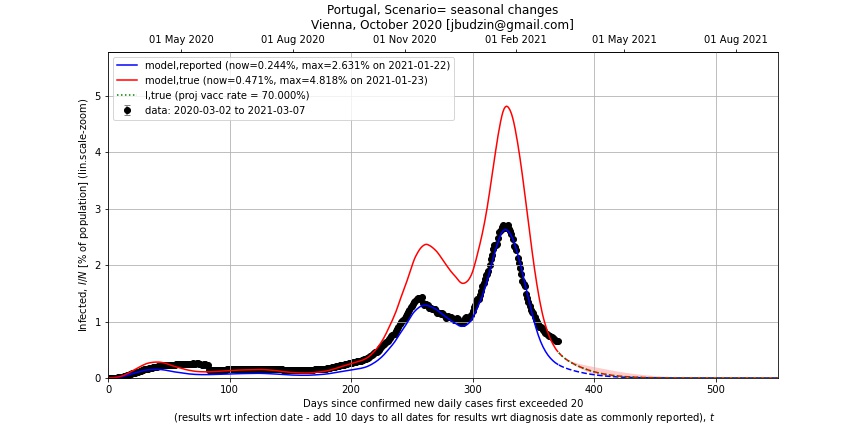 Portugal, Scenario= seasonal changes
Vienna, October 2020 [jbudzin@gmail.com]
01 May 2020 01 Aug 2020 01 Nov 2020 01 Feb 2021 01 May 2021 01 Aug 2021
model,reported (now=0.244%, max=2.631% on 2021-01-22)
model,true (now=0.471%, max=4.818% on 2021-01-23)
I,true (proj vacc rate = 70.000%)
data: 2020-03-02 to 2021-03-07
Infected, I/N [% of population] (lin.scale-zoom)
5
4
3
2
1
0
0 100 200 300 400 500
Days since confirmed new daily cases first exceeded 20
(results wrt infection date - add 10 days to all dates for results wrt diagnosis date as commonly reported), t